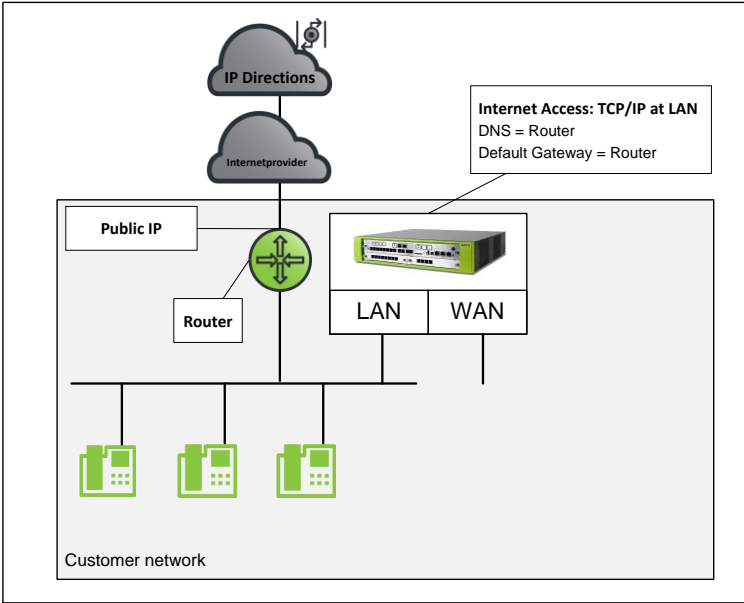 IP Directions
Internetprovider
Internet Access: TCP/IP at LAN
DNS = Router
Default Gateway = Router
Public IP
Router
LAN
WAN
Customer network